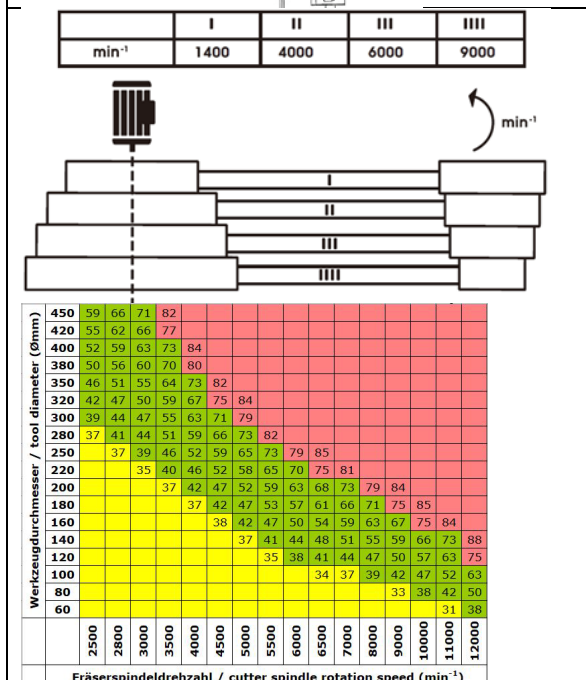 I II III IIII
min-1 1400 4000 6000 9000
min-1
I
II
III
IIII
Werkzeugdurchmesser / tool diameter (Ømm)
450 59 66 71 82
420 55 62 66 77
400 52 59 63 73 84
380 50 56 60 70 80
350 46 51 55 64 73 82
320 42 47 50 59 67 75 84
300 39 44 47 55 63 71 79
280 37 41 44 51 59 66 73 82
250 37 39 46 52 59 65 73 79 85
220 35 40 46 52 58 65 70 75 81
200 37 42 47 52 59 63 68 73 79 84
180 37 42 47 53 57 61 66 71 75 85
160 38 42 47 50 54 59 63 67 75 84
140 37 41 44 48 51 55 59 66 73 88
120 35 38 41 44 47 50 57 63 75
100 34 37 39 42 47 52 63
80 33 38 42 50
60 31 38
2500 2800 3000 3500 4000 4500 5000 5500 6000 6500 7000 8000 9000 10000 11000 12000
Fräserspindeldrehzahl / cutter spindle rotation speed (min-1)